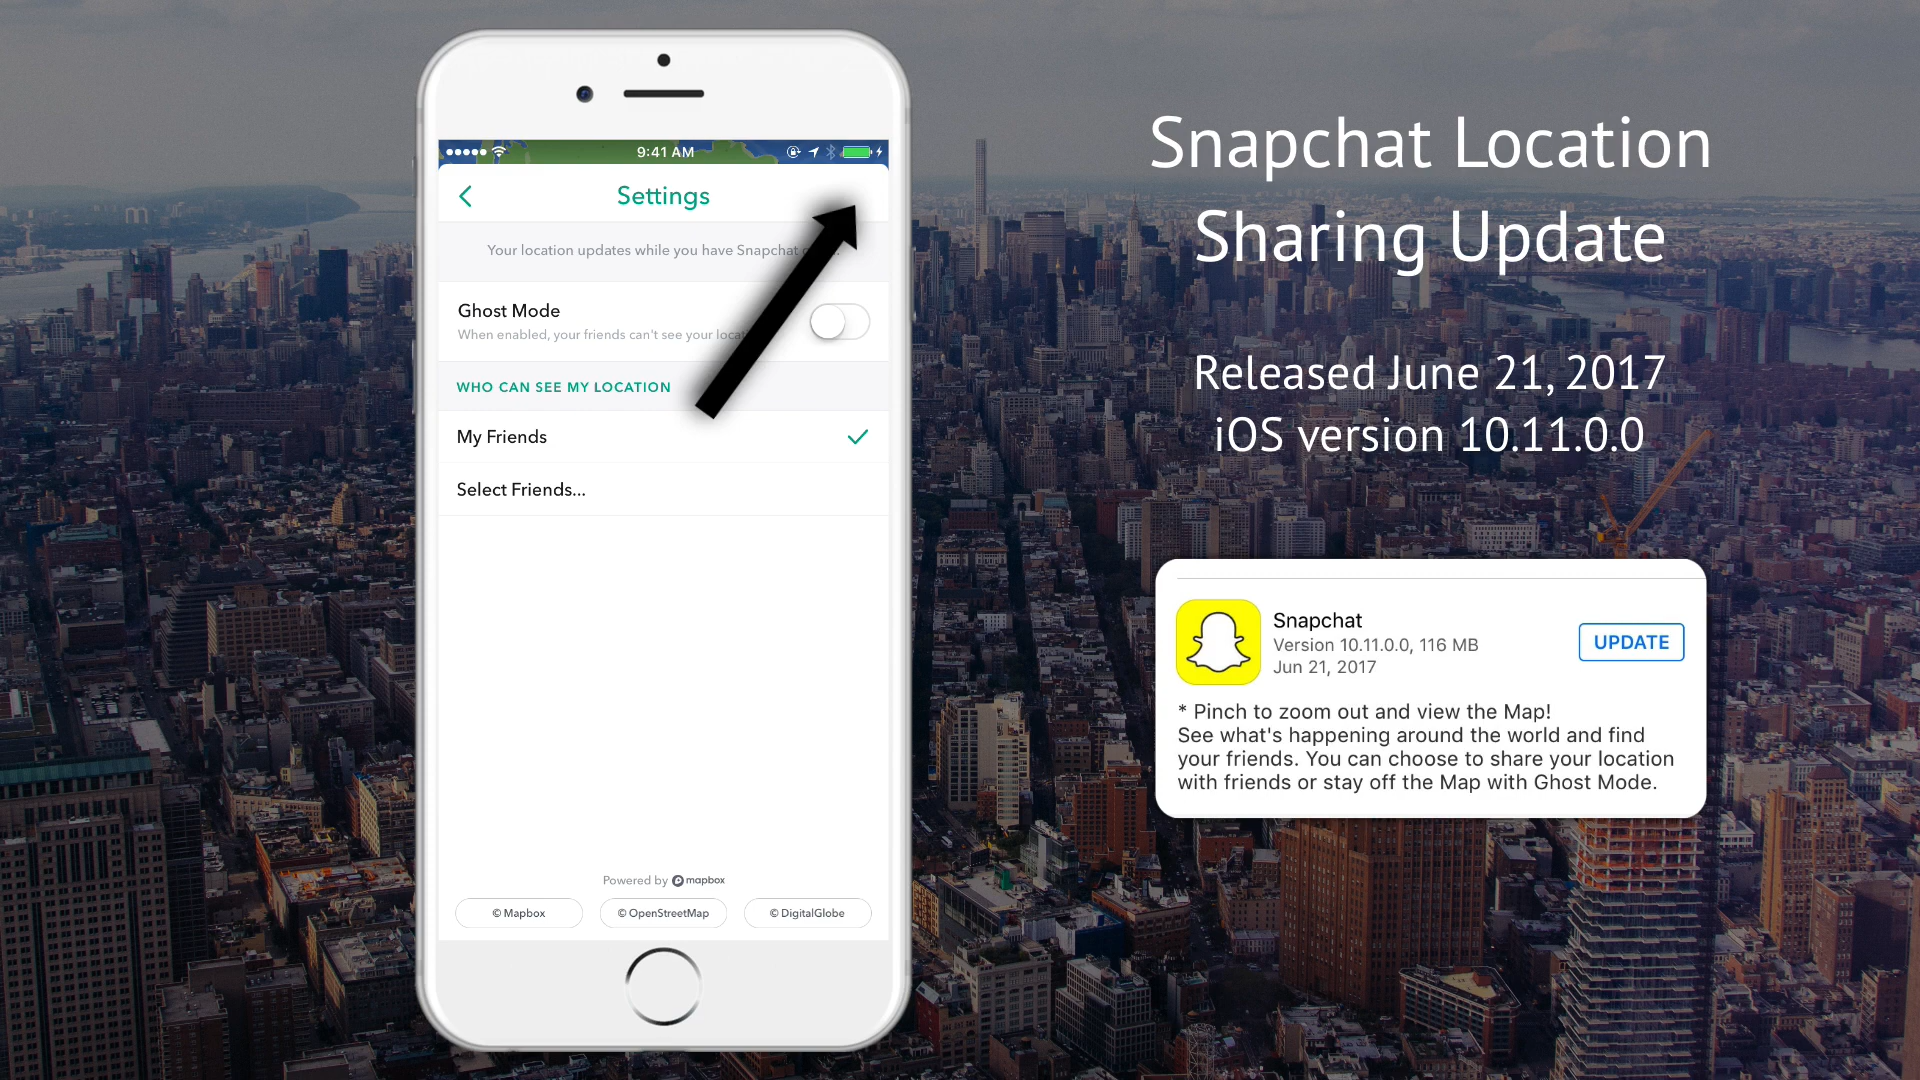 9:41 AM
Settings
Your location updates while you have Snapchat
Ghost Mode
When enabled, your friends can't see your
WHO CAN SEE MY LOCATION
My Friends
Select Friends...
Powered by mapbox
© Mapbox
© OpenStreetMap
© DigitalGlobe
Snapchat Location
Sharing Update
Released June 21, 2017
iOS version 10.11.0.0
Snapchat
Version 10.11.0.0, 116 MB
Jun 21, 2017
UPDATE
* Pinch to zoom out and view the Map!
See what's happening around the world and find
your friends. You can choose to share your location
with friends or stay off the Map with Ghost Mode.